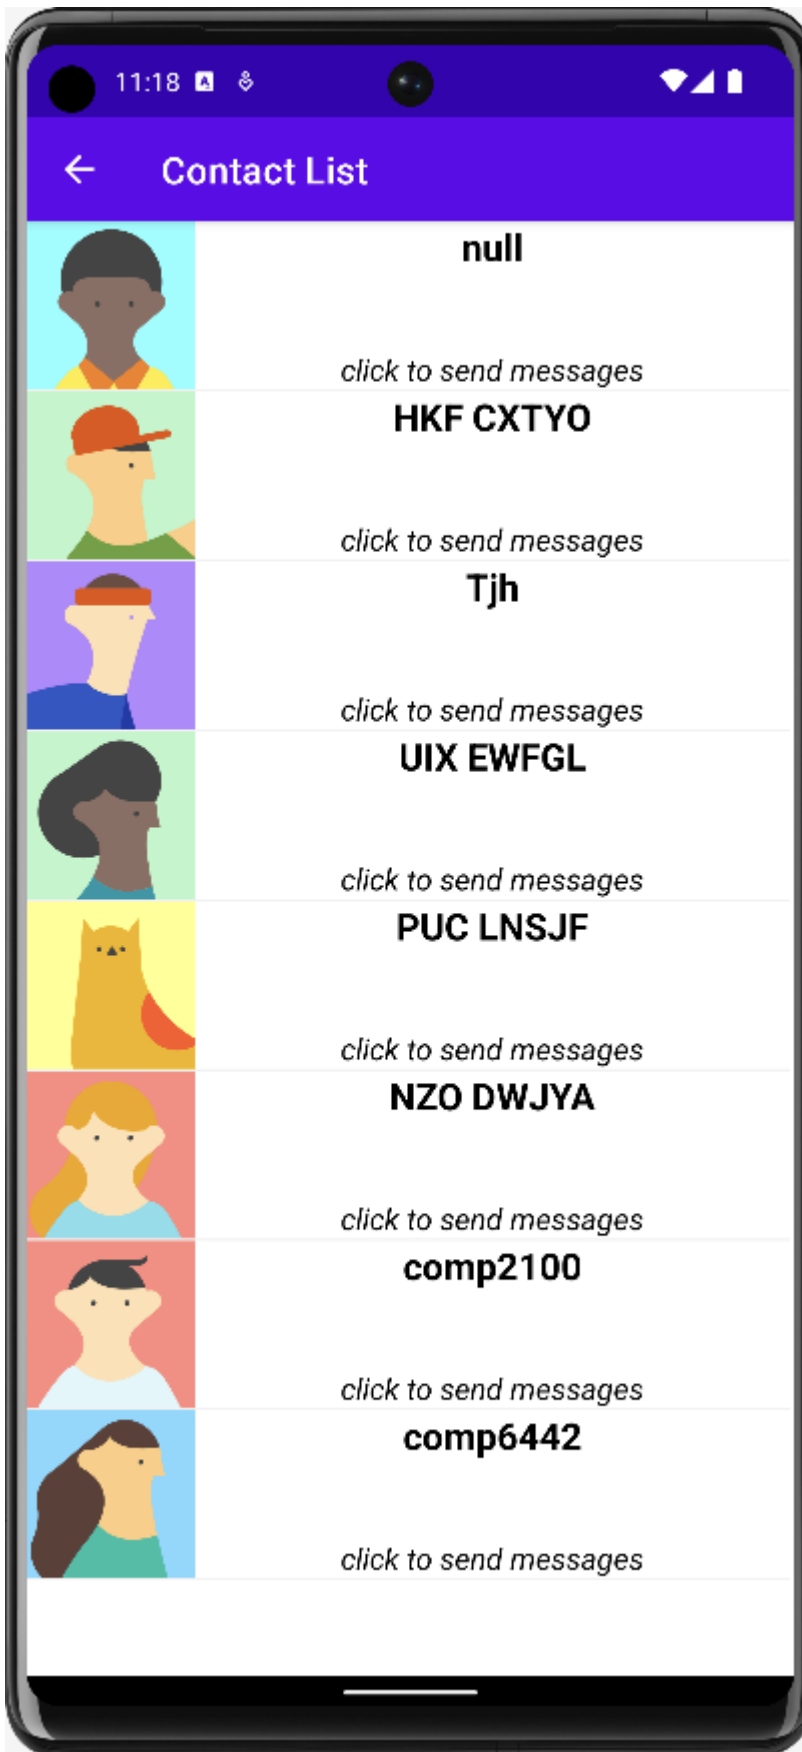 11:18
Contact List
null
click to send messages
HKF CXTYO
click to send messages
Tjh
click to send messages
UIX EWFGL
click to send messages
PUC LNSJF
click to send messages
NZO DWJYA
click to send messages
comp2100
click to send messages
comp6442
click to send messages